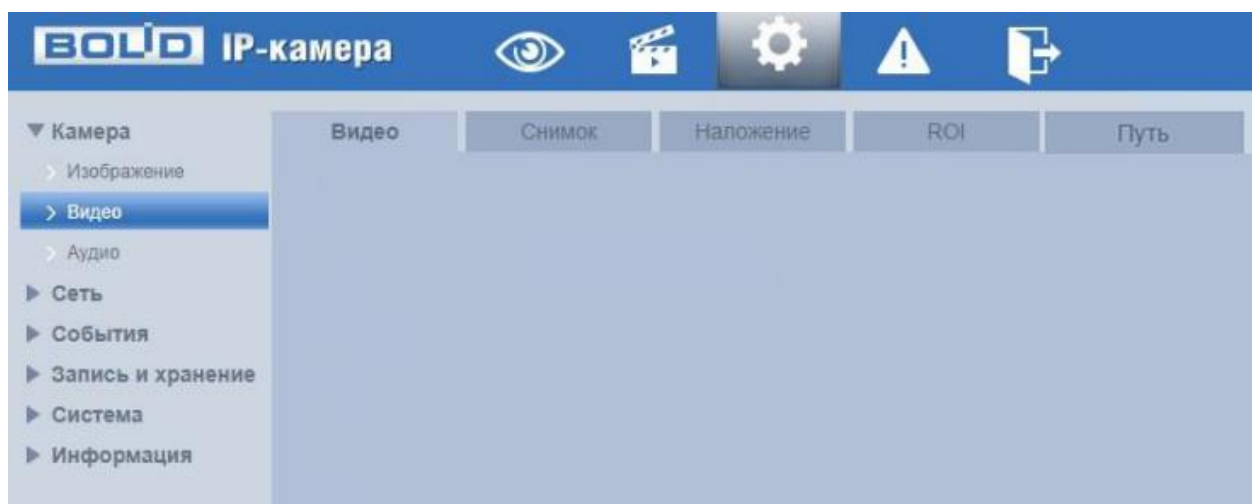 BOLID IP-камера
Камера
Видео
Снимок
Наложение
ROI
Путь
Изображение
Видео
Аудио
Сеть
События
Запись и хранение
Система
Информация